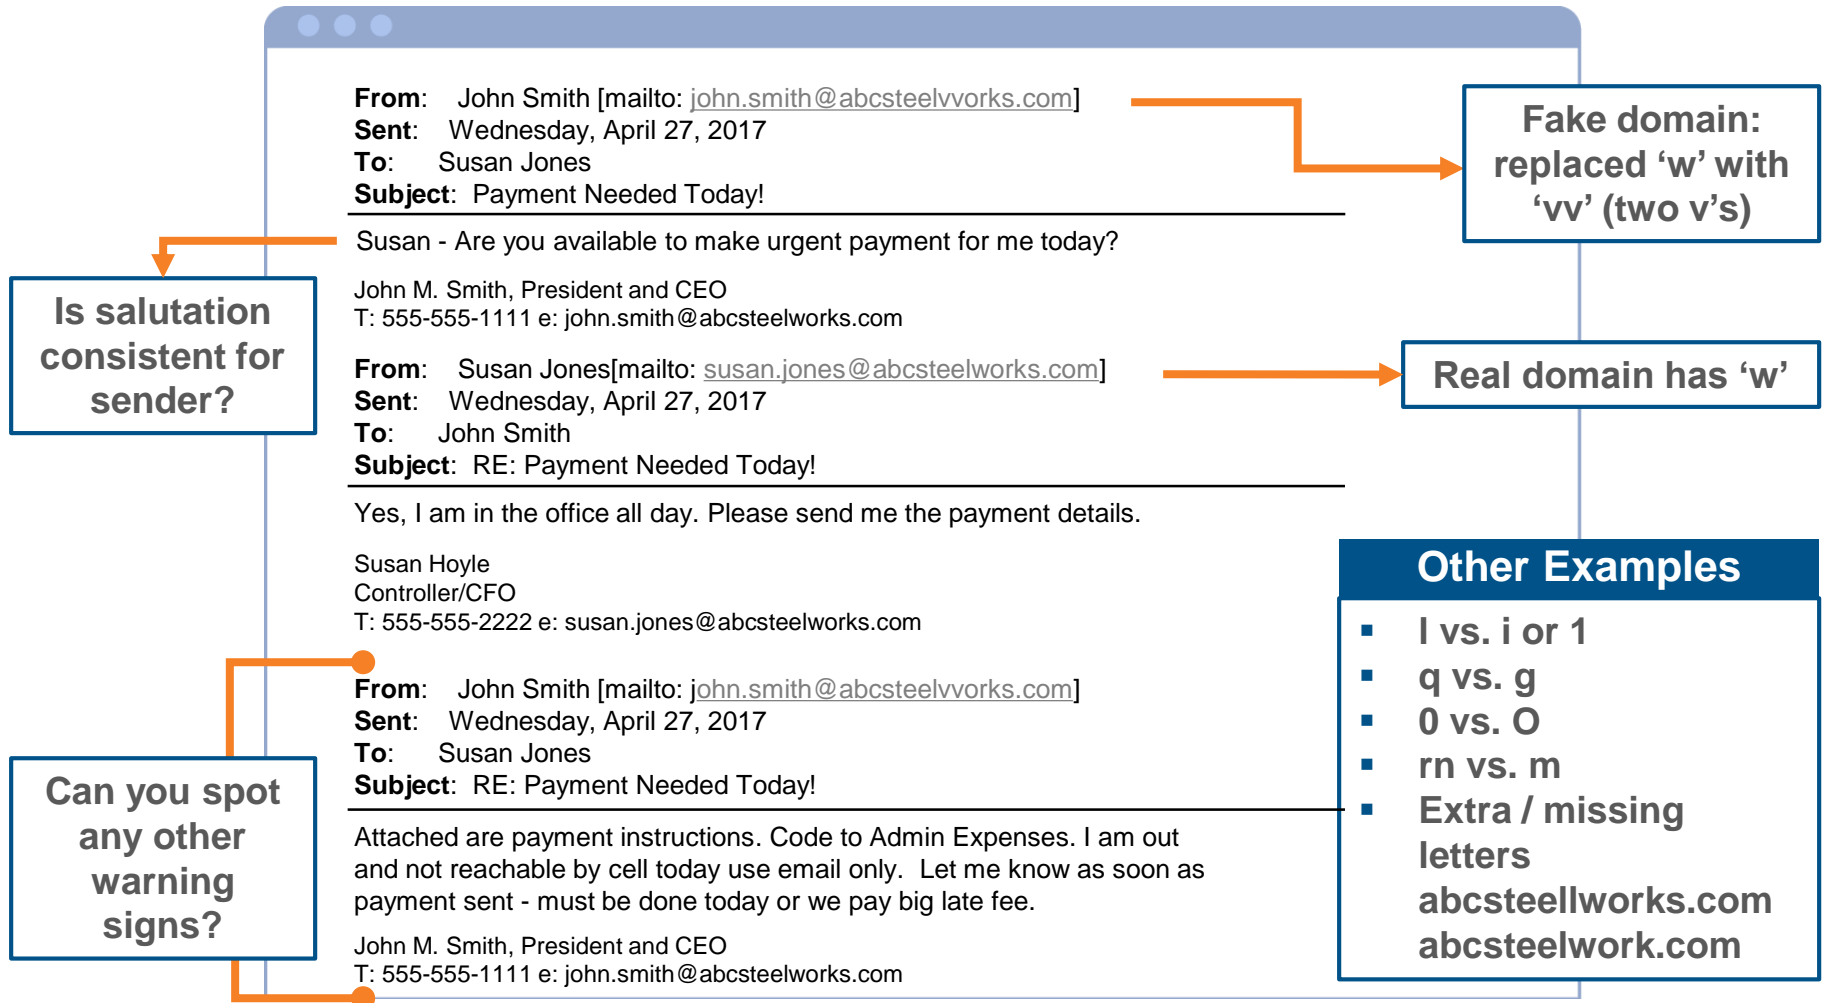 From: John Smith [mailto: john.smith@abcsteelvvorks.com]
Sent: Wednesday, April 27, 2017
To: Susan Jones
Subject: Payment Needed Today!
Fake domain:
replaced ‘w’ with
‘vv’ (two v’s)
Susan - Are you available to make urgent payment for me today?
John M. Smith, President and CEO
T: 555-555-1111 e: john.smith@abcsteelworks.com
Is salutation
consistent for
sender?
From: Susan Jones[mailto: susan.jones@abcsteelworks.com]
Sent: Wednesday, April 27, 2017
To: John Smith
Subject: RE: Payment Needed Today!
Real domain has ‘w’
Yes, I am in the office all day. Please send me the payment details.
Susan Hoyle
Controller/CFO
T: 555-555-2222 e: susan.jones@abcsteelworks.com
From: John Smith [mailto: john.smith@abcsteelvvorks.com]
Sent: Wednesday, April 27, 2017
To: Susan Jones
Subject: RE: Payment Needed Today!
Can you spot
any other
warning
signs?
Attached are payment instructions. Code to Admin Expenses. I am out
and not reachable by cell today use email only. Let me know as soon as
payment sent - must be done today or we pay big late fee.
John M. Smith, President and CEO
T: 555-555-1111 e: john.smith@abcsteelworks.com
Other Examples
▪ l vs. i or 1
▪ q vs. g
▪ 0 vs. O
▪ rn vs. m
▪ Extra / missing
letters
abcsteellworks.com
abcsteelwork.com